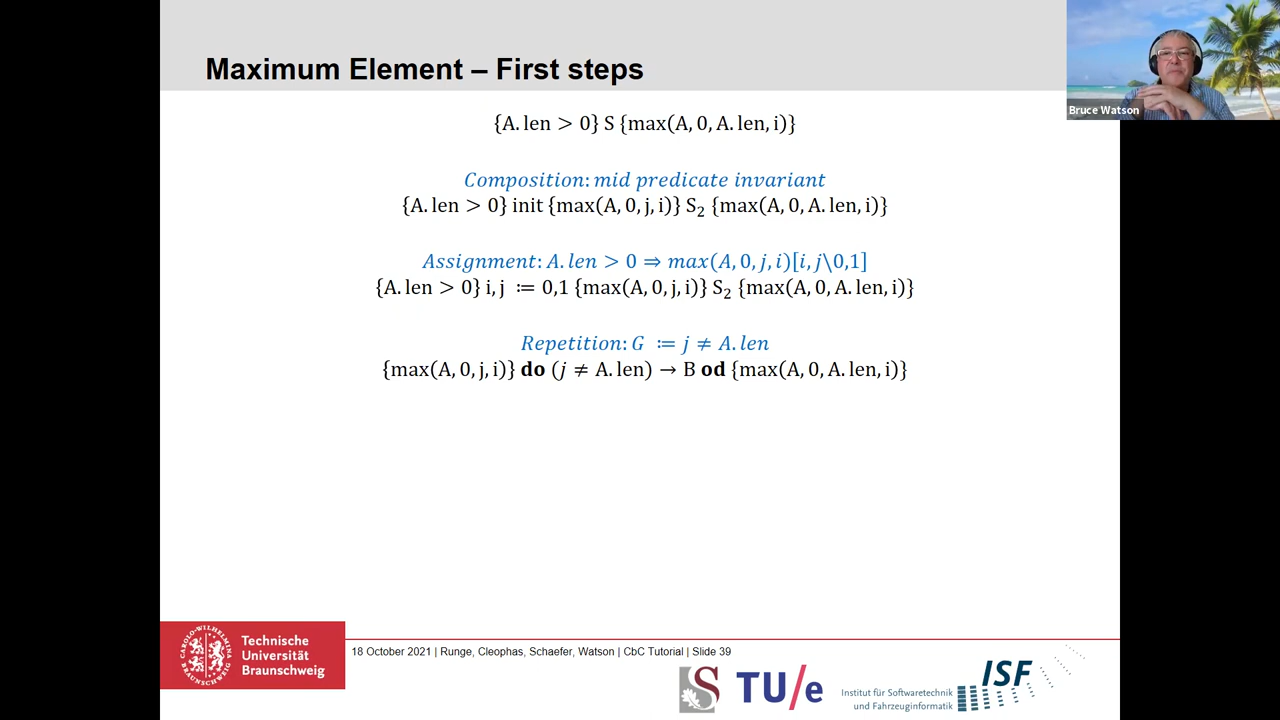 Maximum Element – First steps
Bruce Watson
{A. len > 0} S {max(A, 0, A. len, i)}
Composition: mid predicate invariant
{A. len > 0} init {max(A, 0, j, i)} S₂ {max(A, 0, A. len, i)}
Assignment: A. len > 0 ⇒ max(A, 0, j, i)[i, j\0,1]
{A. len > 0} i, j ≔ 0,1 {max(A, 0, j, i)} S₂ {max(A, 0, A. len, i)}
Repetition: G ≔ j ≠ A. len
{max(A, 0, j, i)} do (j ≠ A. len) → B od {max(A, 0, A. len, i)}
Technische
Universität
Braunschweig
18 October 2021 | Runge, Cleophas, Schaefer, Watson | CbC Tutorial | Slide 39
S TU/e
ISF
Institut für Softwaretechnik
und Fahrzeuginformatik